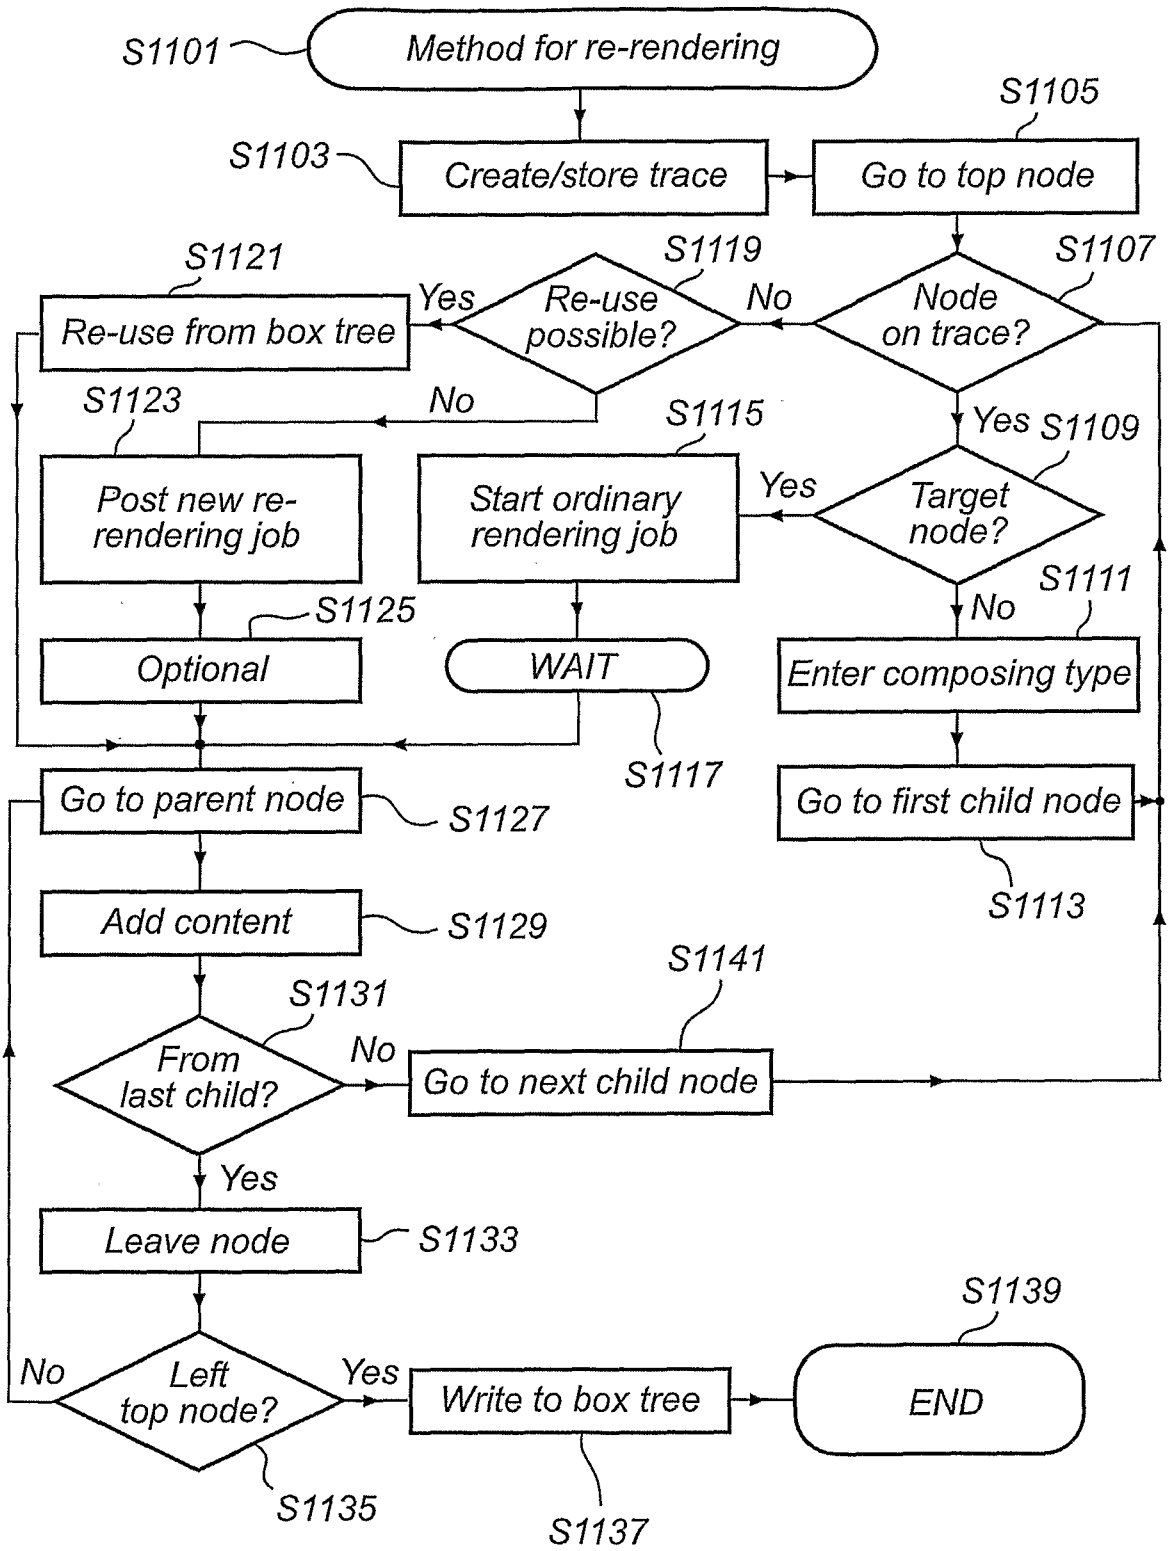 S1101
Method for re-rendering
S1103
Create/store trace
S1105
Go to top node
S1107
Node
on trace?
No
Yes
S1119
Re-use
possible?
Yes
No
S1121
Re-use from box tree
S1123
Post new re-
rendering job
S1125
Optional
S1115
Start ordinary
rendering job
Yes
S1109
Target
node?
No
S1111
Enter composing type
WAIT
S1117
Go to first child node
S1113
Go to parent node
S1127
Add content
S1129
S1131
From
last child?
No
Yes
S1141
Go to next child node
Leave node
S1133
Left
top node?
No
Yes
S1135
Write to box tree
S1137
S1139
END